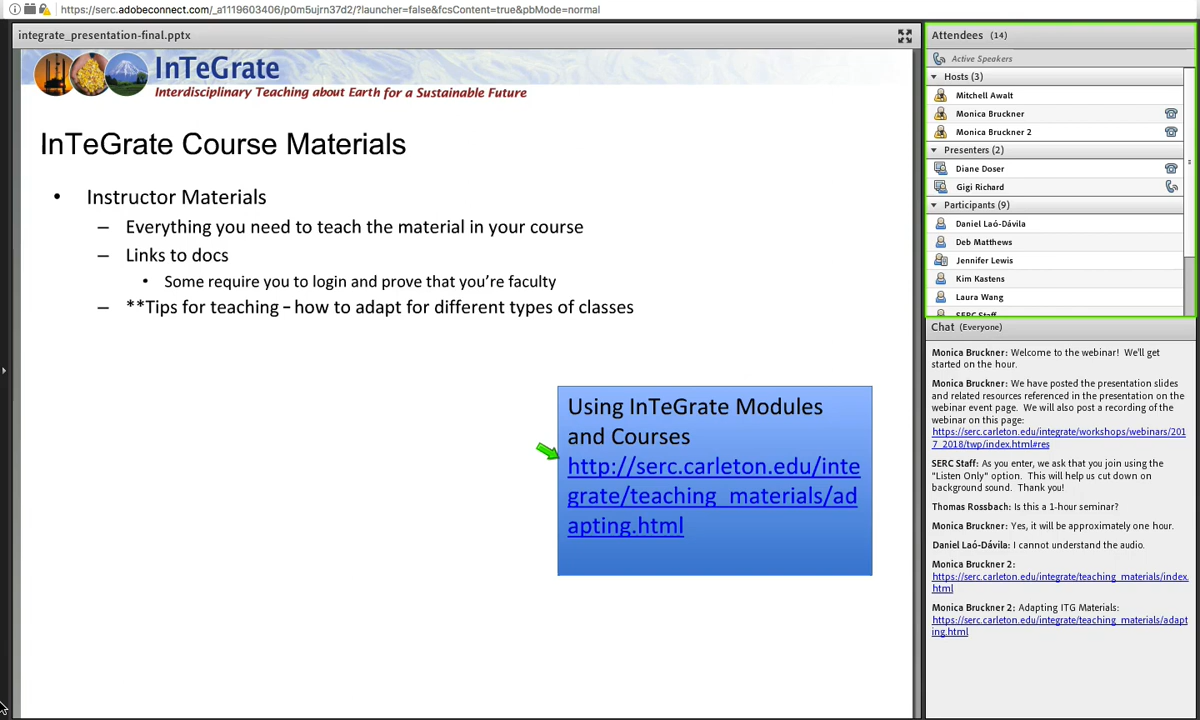 https://serc.adobeconnect.com/_a1119603406/p0m5ujrn37d2/?launcher=false&fcsContent=true&pbMode=normal
integrate_presentation-final.pptx
InTeGrate
Interdisciplinary Teaching about Earth for a Sustainable Future
InTeGrate Course Materials
• Instructor Materials
– Everything you need to teach the material in your course
– Links to docs
• Some require you to login and prove that you're faculty
– **Tips for teaching – how to adapt for different types of classes
Using InTeGrate Modules
and Courses
http://serc.carleton.edu/inte
grate/teaching_materials/ad
apting.html
Attendees (14)
Active Speakers
Hosts (3)
Mitchell Awalt
Monica Bruckner
Monica Bruckner 2
Presenters (2)
Diane Doser
Gigi Richard
Participants (9)
Daniel Laó-Dávila
Deb Matthews
Jennifer Lewis
Kim Kastens
Laura Wang
SERC Staff
Chat (Everyone)
Monica Bruckner: Welcome to the webinar! We'll get
started on the hour.
Monica Bruckner: We have posted the presentation slides
and related resources referenced in the presentation on the
webinar event page. We will also post a recording of the
webinar on this page:
https://serc.carleton.edu/integrate/workshops/webinars/201
7_2018/twp/index.html#res
SERC Staff: As you enter, we ask that you join using the
"Listen Only" option. This will help us cut down on
background sound. Thank you!
Thomas Rossbach: Is this a 1-hour seminar?
Monica Bruckner: Yes, it will be approximately one hour.
Daniel Laó-Dávila: I cannot understand the audio.
Monica Bruckner 2:
https://serc.carleton.edu/integrate/teaching_materials/index.
html
Monica Bruckner 2: Adapting ITG Materials:
https://serc.carleton.edu/integrate/teaching_materials/adapt
ing.html